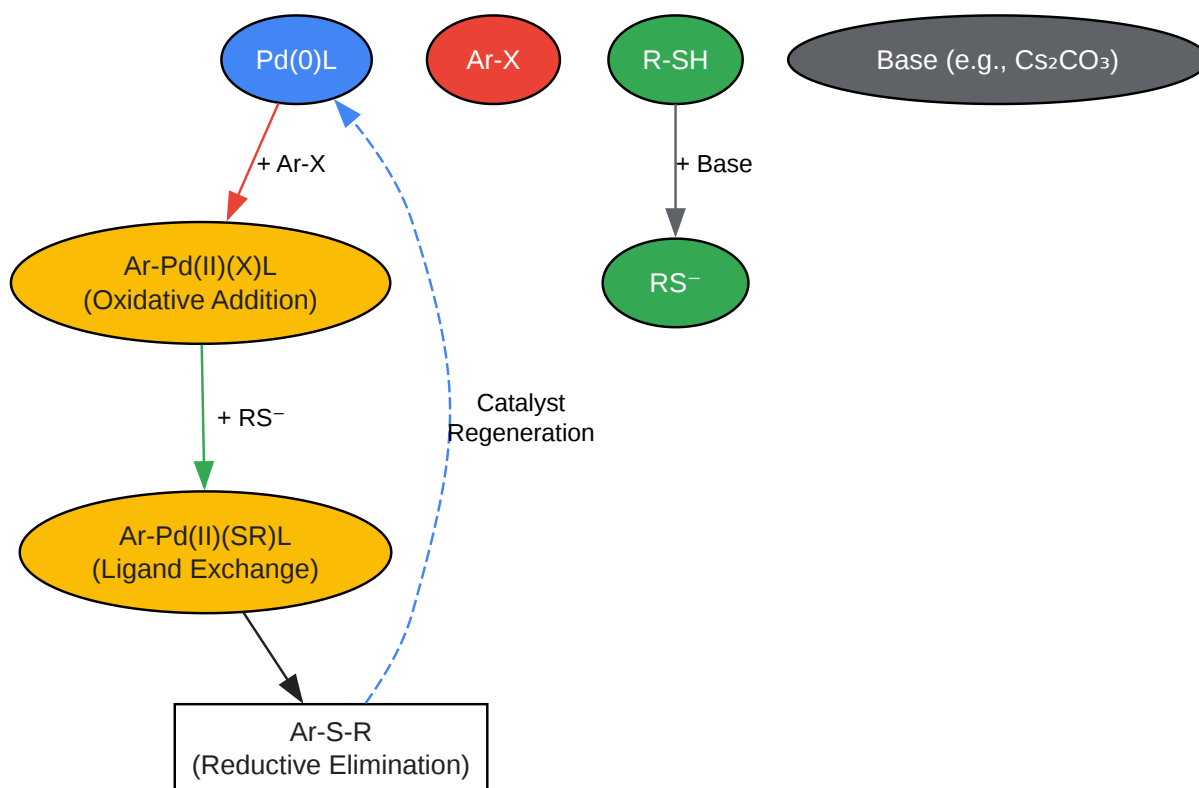 Pd(0)L
Ar-X
R-SH
Base (e.g., Cs₂CO₃)
+ Ar-X
+ Base
Ar-Pd(II)(X)L
(Oxidative Addition)
RS⁻
+ RS⁻
Catalyst
Regeneration
Ar-Pd(II)(SR)L
(Ligand Exchange)
Ar-S-R
(Reductive Elimination)